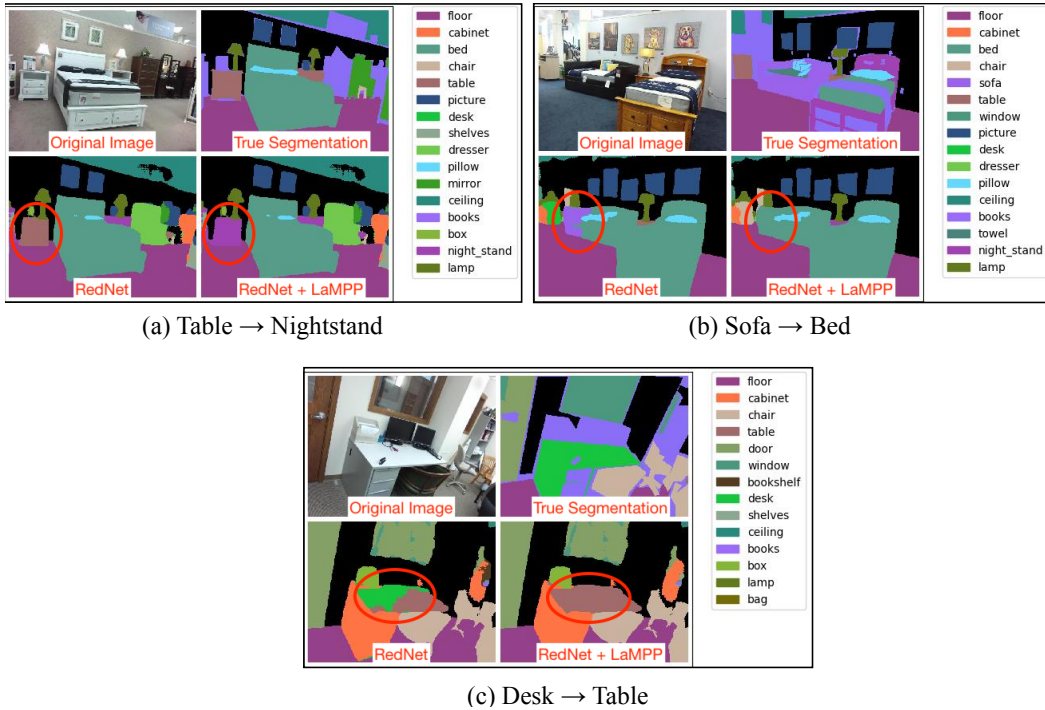 Original Image
True Segmentation
RedNet
RedNet + LaMPP
floor
cabinet
bed
chair
table
picture
desk
shelves
dresser
pillow
mirror
ceiling
books
box
night_stand
lamp
(a) Table → Nightstand
Original Image
True Segmentation
RedNet
RedNet + LaMPP
floor
cabinet
bed
chair
sofa
table
window
picture
desk
dresser
pillow
ceiling
books
towel
night_stand
lamp
(b) Sofa → Bed
Original Image
True Segmentation
RedNet
RedNet + LaMPP
floor
cabinet
chair
table
door
window
bookshelf
desk
shelves
ceiling
books
box
lamp
bag
(c) Desk → Table